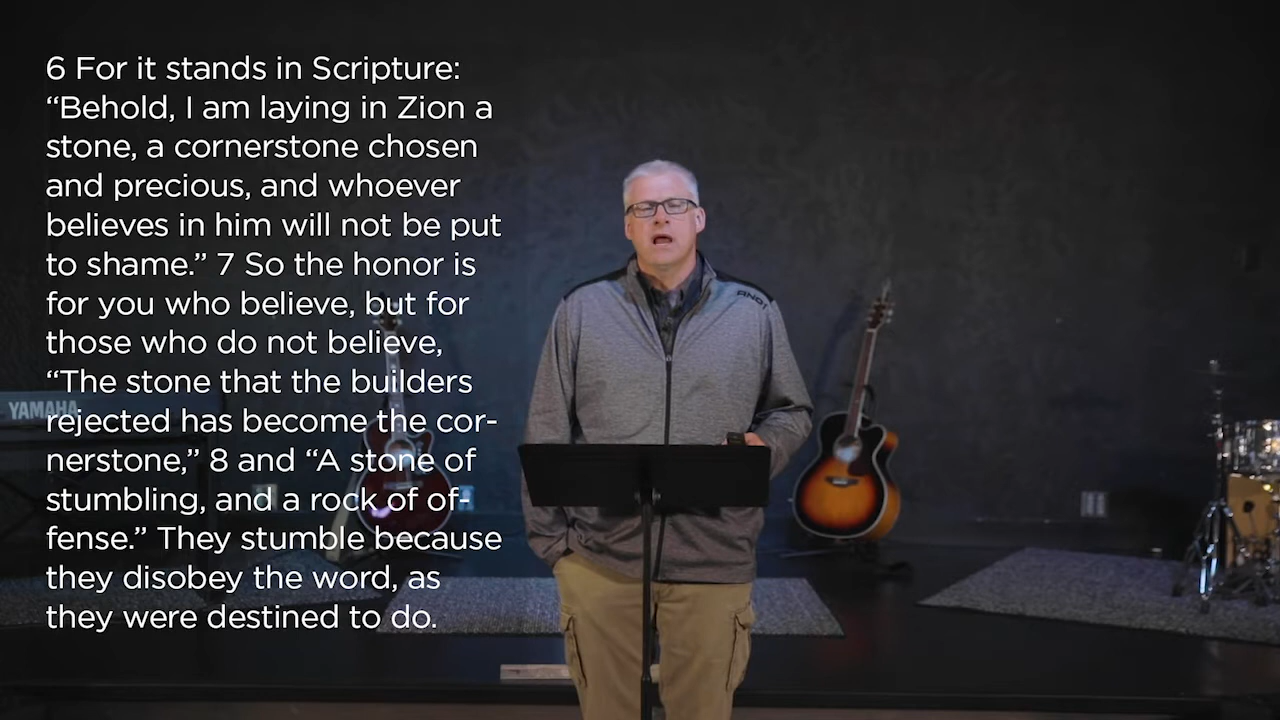 6 For it stands in Scripture:
“Behold, I am laying in Zion a
stone, a cornerstone chosen
and precious, and whoever
believes in him will not be put
to shame.” 7 So the honor is
for you who believe, but for
those who do not believe,
“The stone that the builders
rejected has become the cor-
nerstone,” 8 and “A stone of
stumbling, and a rock of of-
fense.” They stumble because
they disobey the word, as
they were destined to do.
YAMAHA